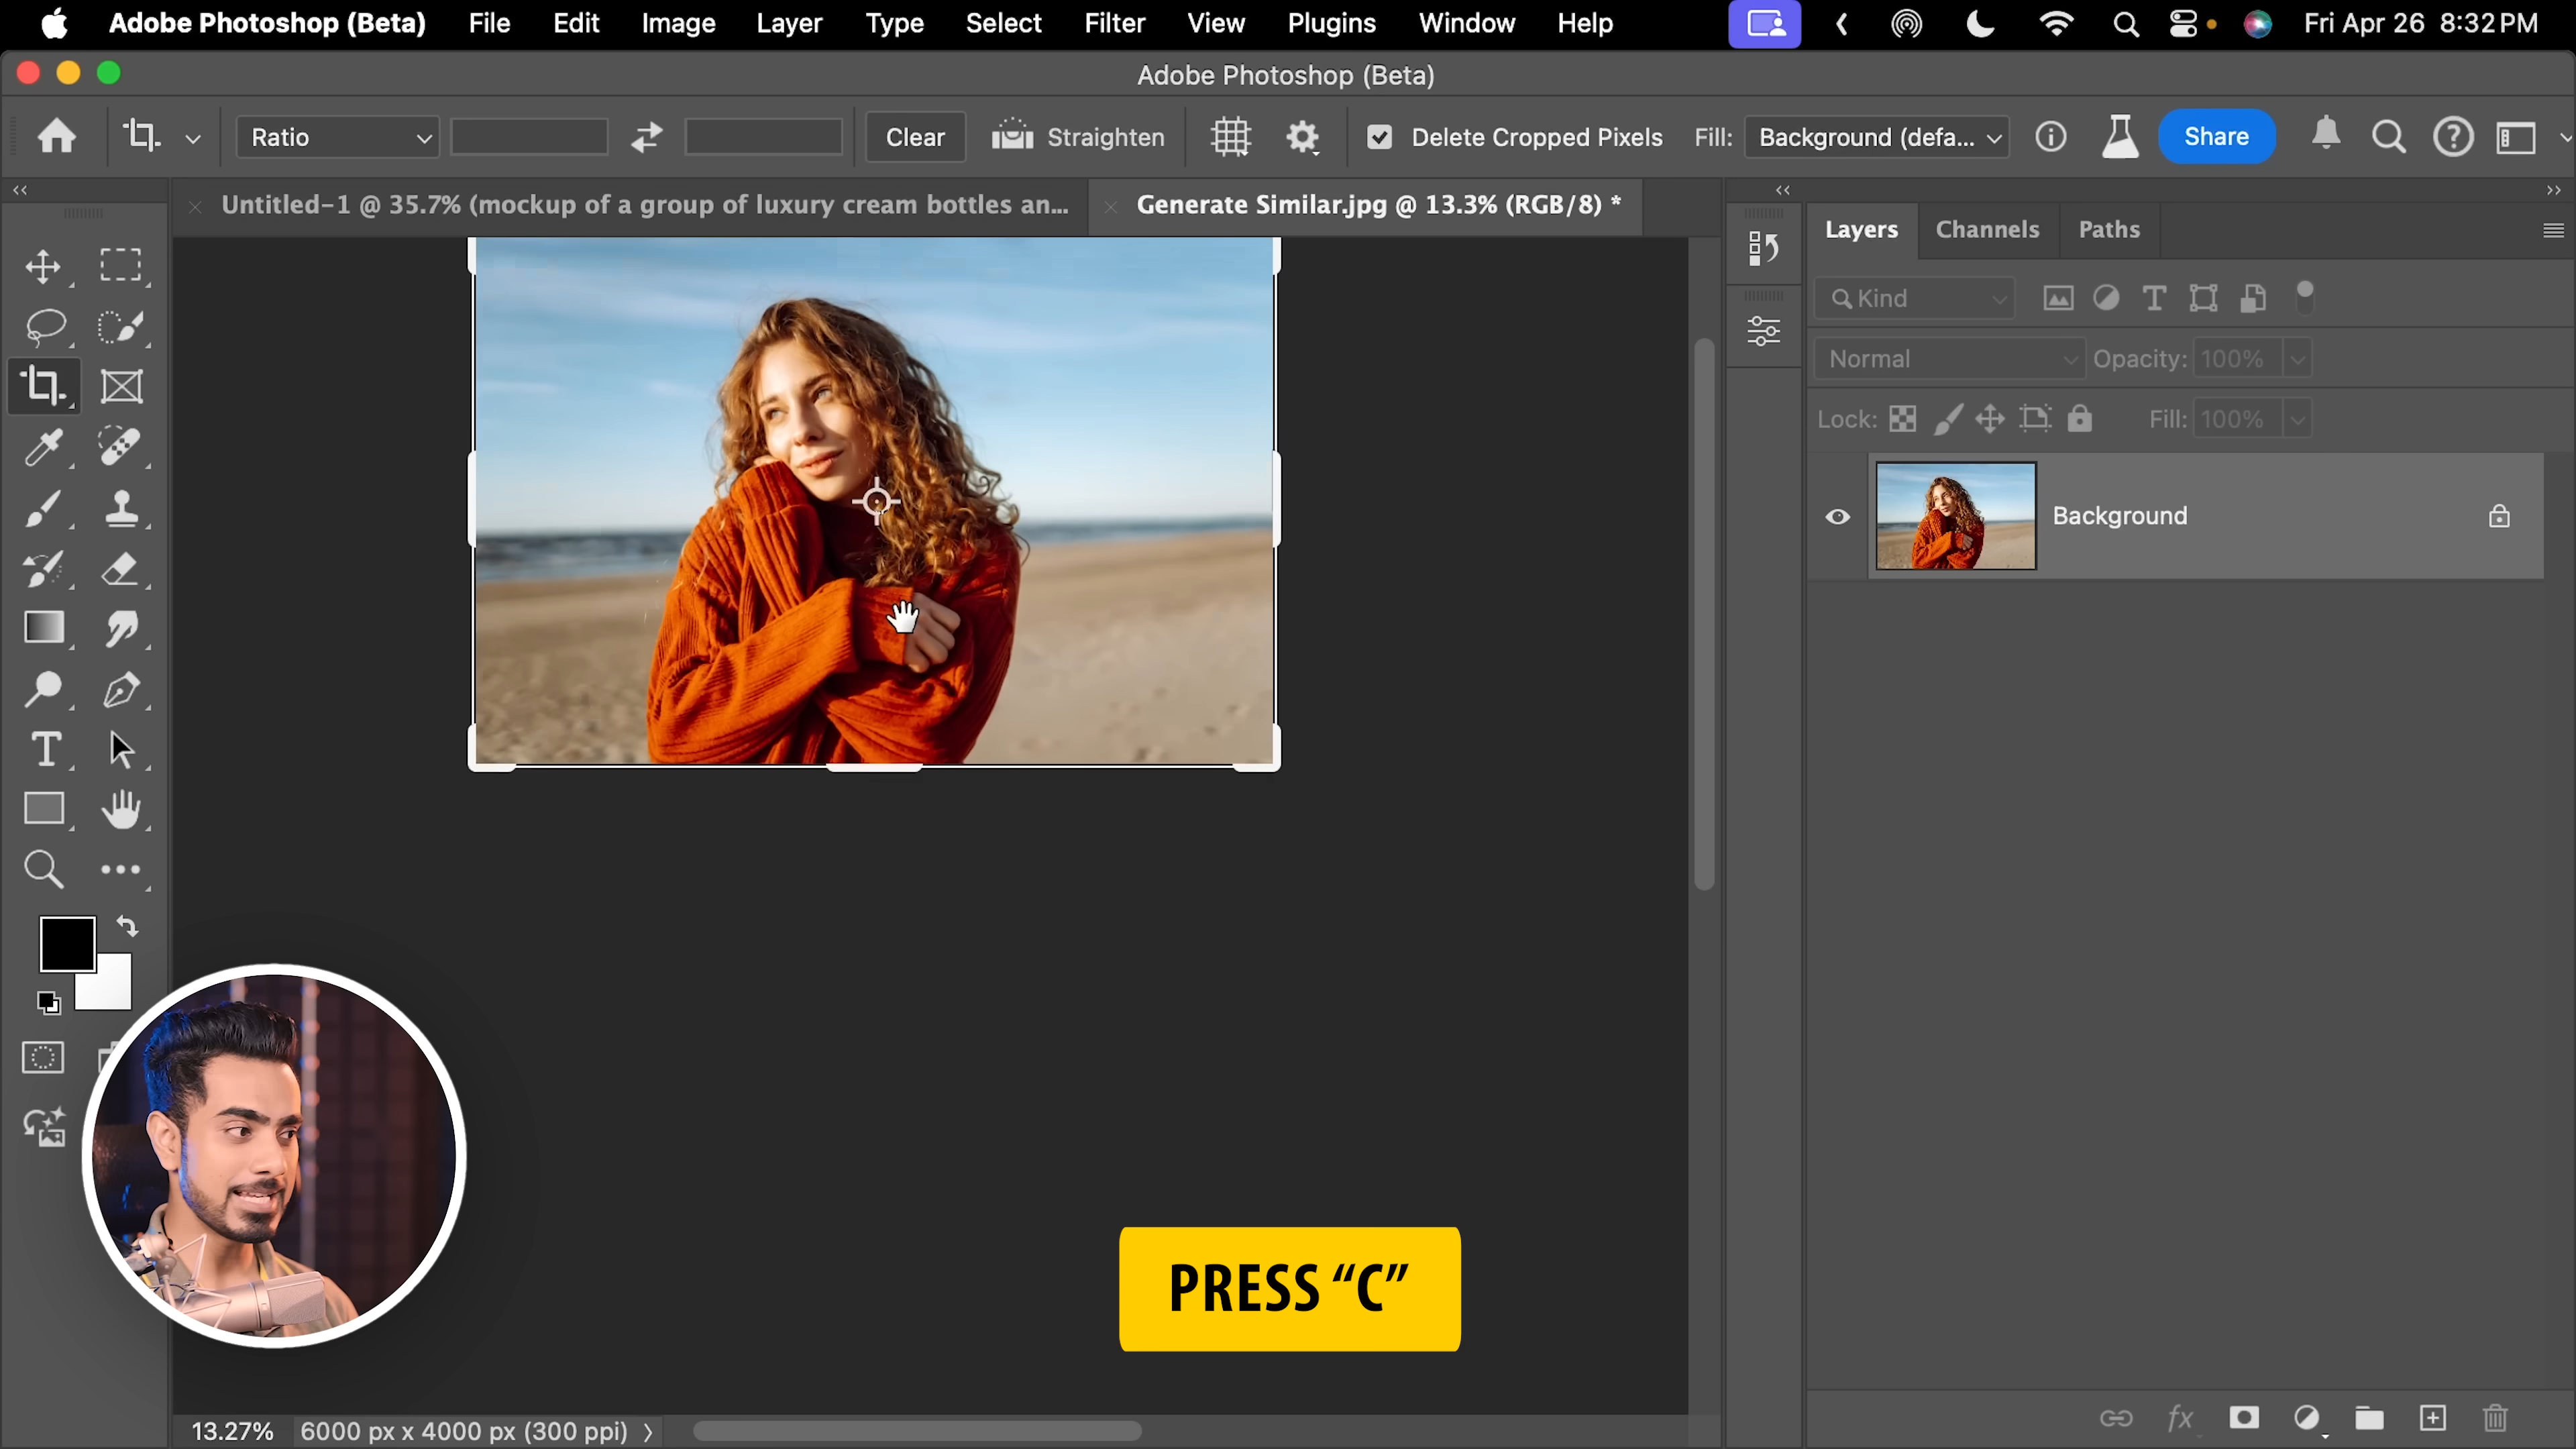 Adobe Photoshop (Beta) File Edit Image Layer Type Select Filter View Plugins Window Help Fri Apr 26 8:32 PM
Adobe Photoshop (Beta)
Ratio Clear Straighten Delete Cropped Pixels Fill: Background (defa... Share
Untitled-1 @ 35.7% (mockup of a group of luxury cream bottles an... Generate Similar.jpg @ 13.3% (RGB/8) *
Layers Channels Paths
Kind
Normal Opacity: 100%
Lock: Fill: 100%
Background
PRESS “C”
13.27% 6000 px x 4000 px (300 ppi)
fx